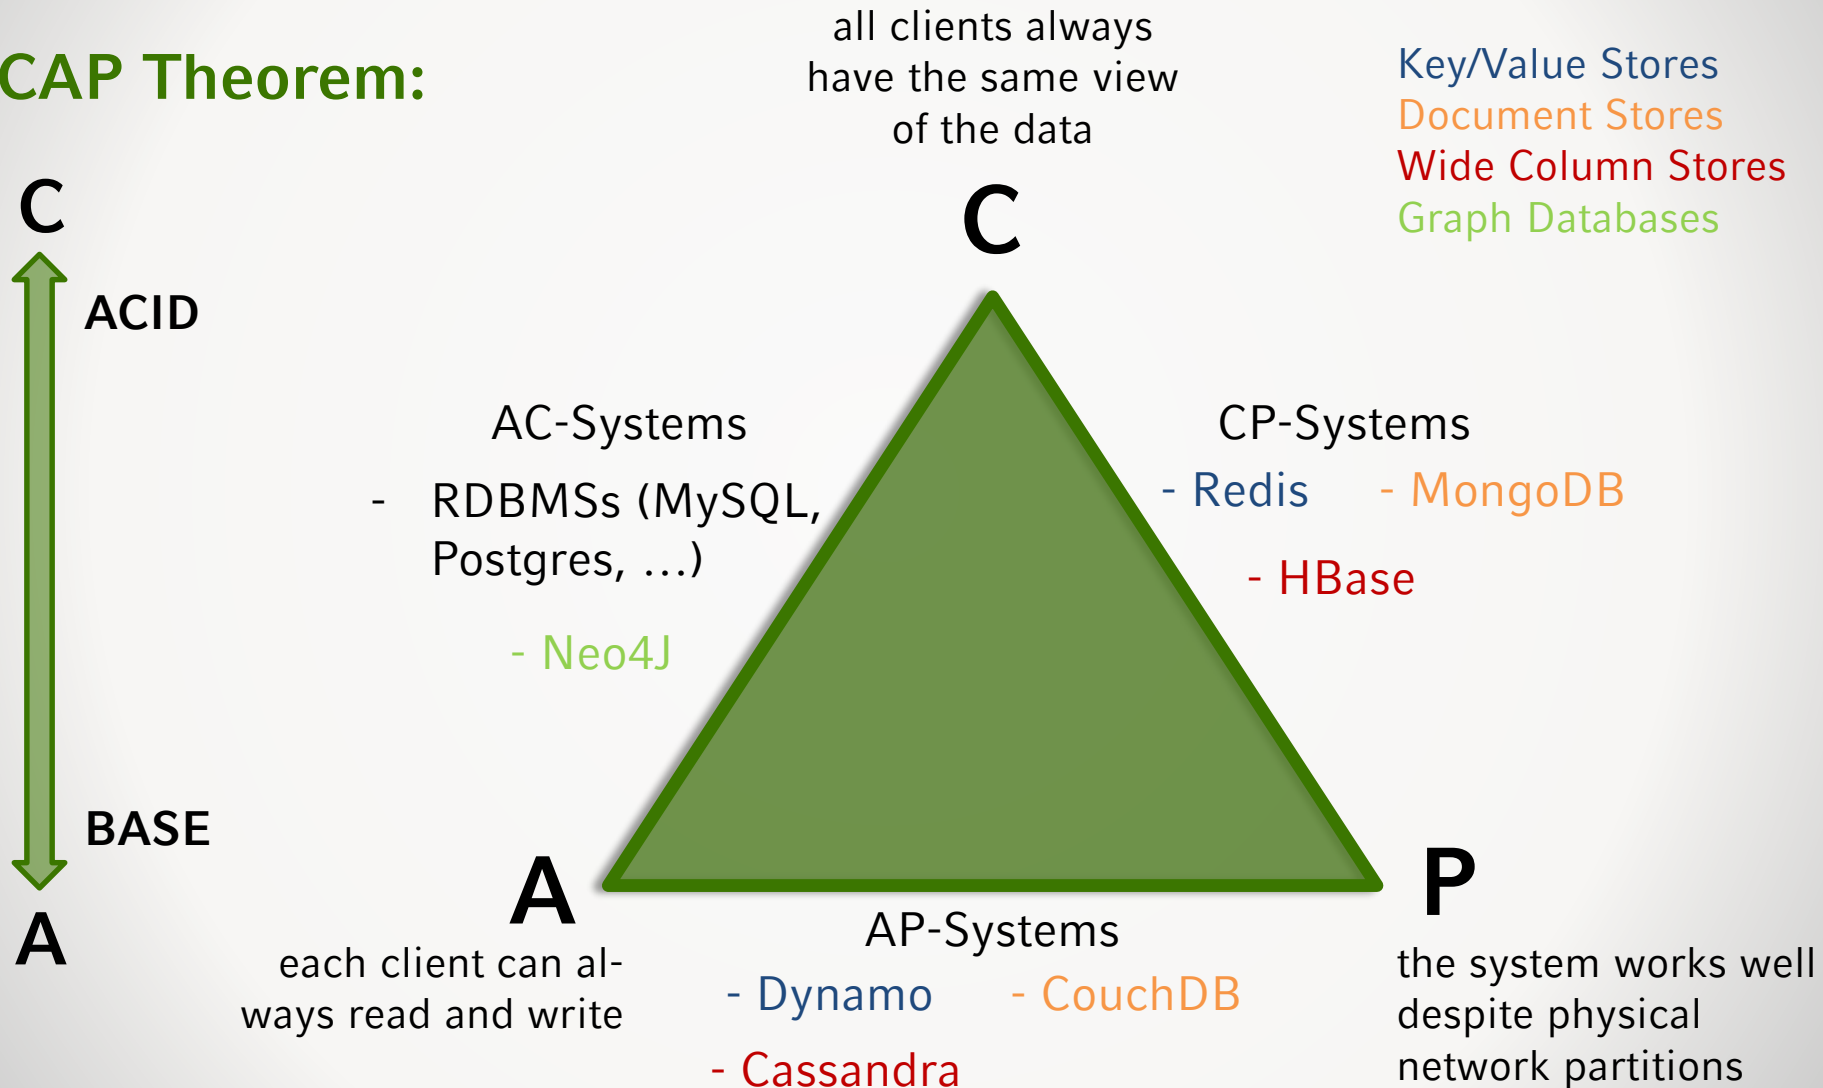 CAP Theorem:
all clients always
have the same view
of the data
Key/Value Stores
Document Stores
Wide Column Stores
Graph Databases
C
ACID
BASE
A
C
AC-Systems
- RDBMSs (MySQL,
Postgres, ...)
- Neo4J
CP-Systems
- Redis - MongoDB
- HBase
A
each client can al-
ways read and write
AP-Systems
- Dynamo - CouchDB
- Cassandra
P
the system works well
despite physical
network partitions